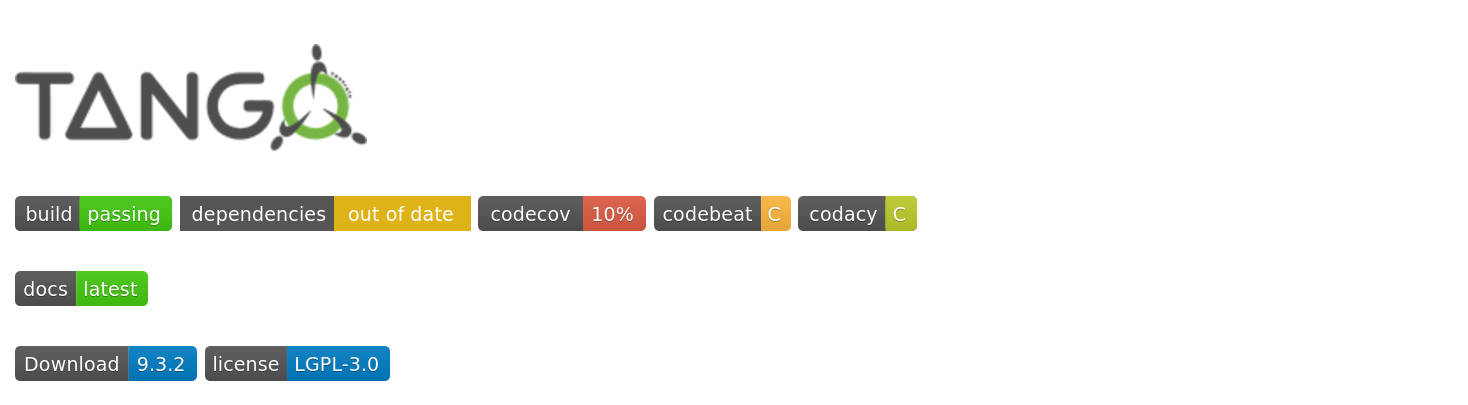 TANGO
build passing dependencies out of date codecov 10% codebeat C codacy C
docs latest
Download 9.3.2 license LGPL-3.0